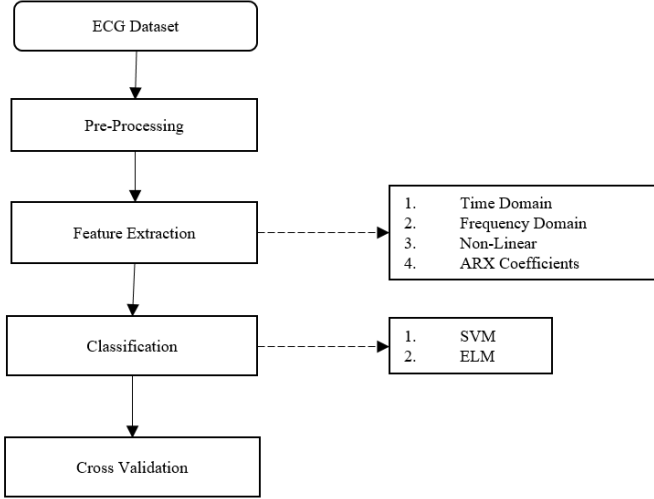 ECG Dataset
Pre-Processing
Feature Extraction
1. Time Domain
2. Frequency Domain
3. Non-Linear
4. ARX Coefficients
Classification
1. SVM
2. ELM
Cross Validation